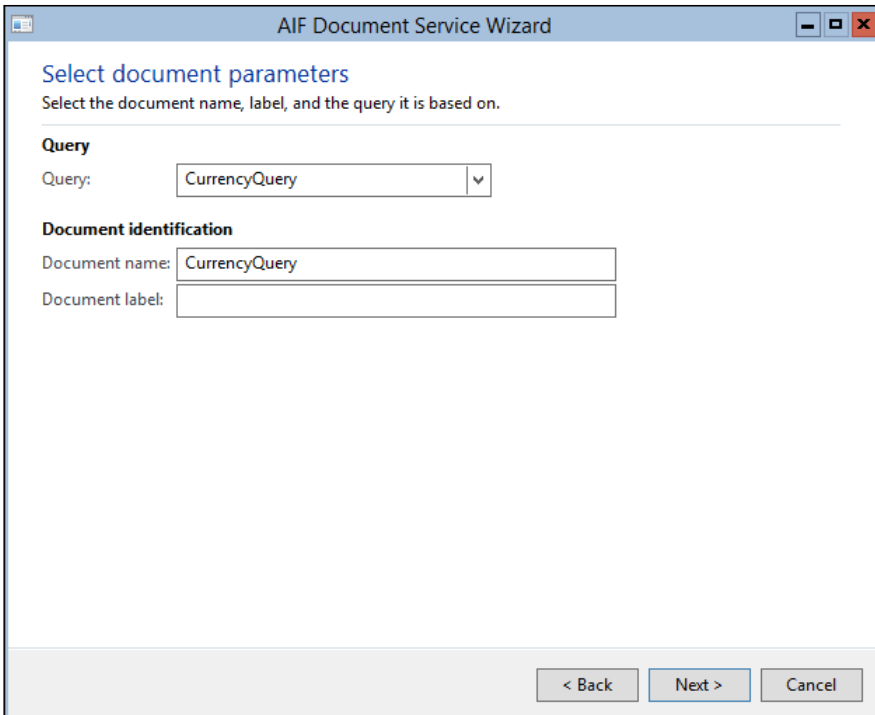 AIF Document Service Wizard
Select document parameters
Select the document name, label, and the query it is based on.
Query
Query: CurrencyQuery
Document identification
Document name: CurrencyQuery
Document label:
< Back Next > Cancel